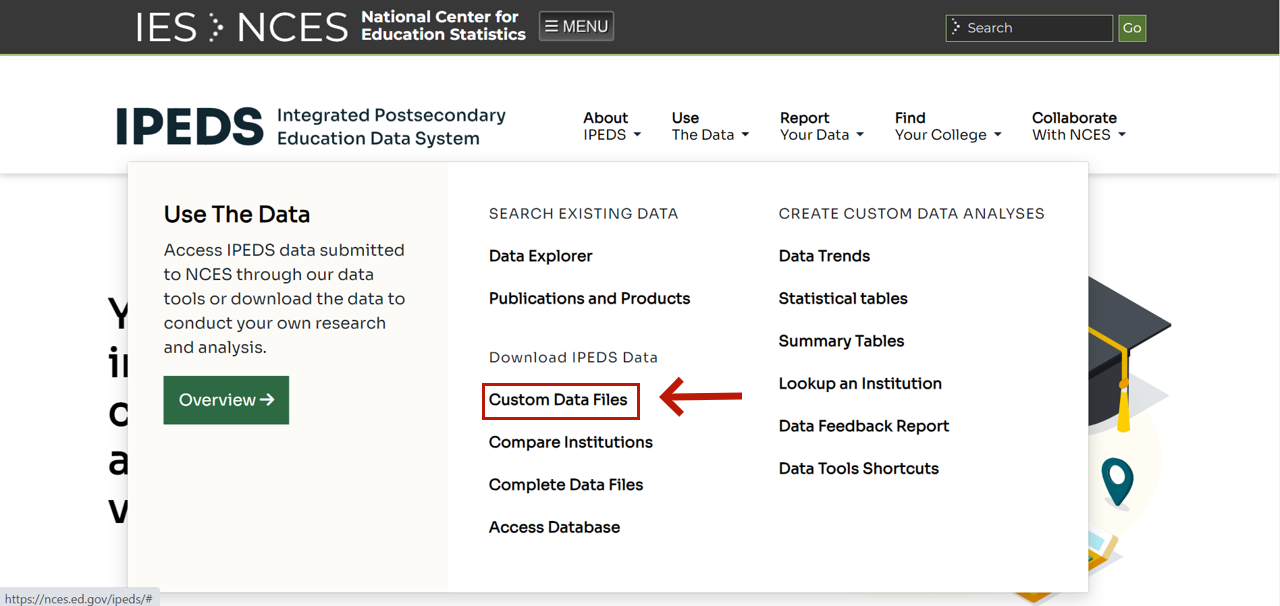 IES NCES National Center for
Education Statistics
MENU
Search
Go
IPEDS Integrated Postsecondary
Education Data System
About
IPEDS
Use
The Data
Report
Your Data
Find
Your College
Collaborate
With NCES
Use The Data
Access IPEDS data submitted
to NCES through our data
tools or download the data to
conduct your own research
and analysis.
Overview →
SEARCH EXISTING DATA
Data Explorer
Publications and Products
Download IPEDS Data
Custom Data Files
Compare Institutions
Complete Data Files
Access Database
CREATE CUSTOM DATA ANALYSES
Data Trends
Statistical tables
Summary Tables
Lookup an Institution
Data Feedback Report
Data Tools Shortcuts
https://nces.ed.gov/ipeds/#